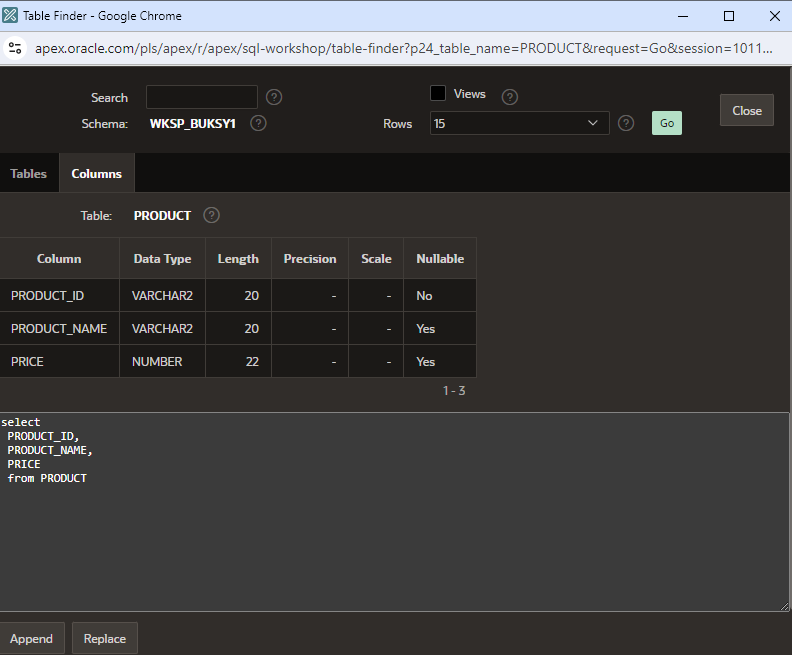 Table Finder - Google Chrome
apex.oracle.com/pls/apex/r/apex/sql-workshop/table-finder?p24_table_name=PRODUCT&request=Go&session=1011...
Search ? Views ? Close
Schema: WKSP_BUKSY1 ? Rows 15 ? Go
Tables Columns
Table: PRODUCT ?
Column Data Type Length Precision Scale Nullable
PRODUCT_ID VARCHAR2 20 - - No
PRODUCT_NAME VARCHAR2 20 - - Yes
PRICE NUMBER 22 - - Yes
1 - 3
select
PRODUCT_ID,
PRODUCT_NAME,
PRICE
from PRODUCT
Append Replace